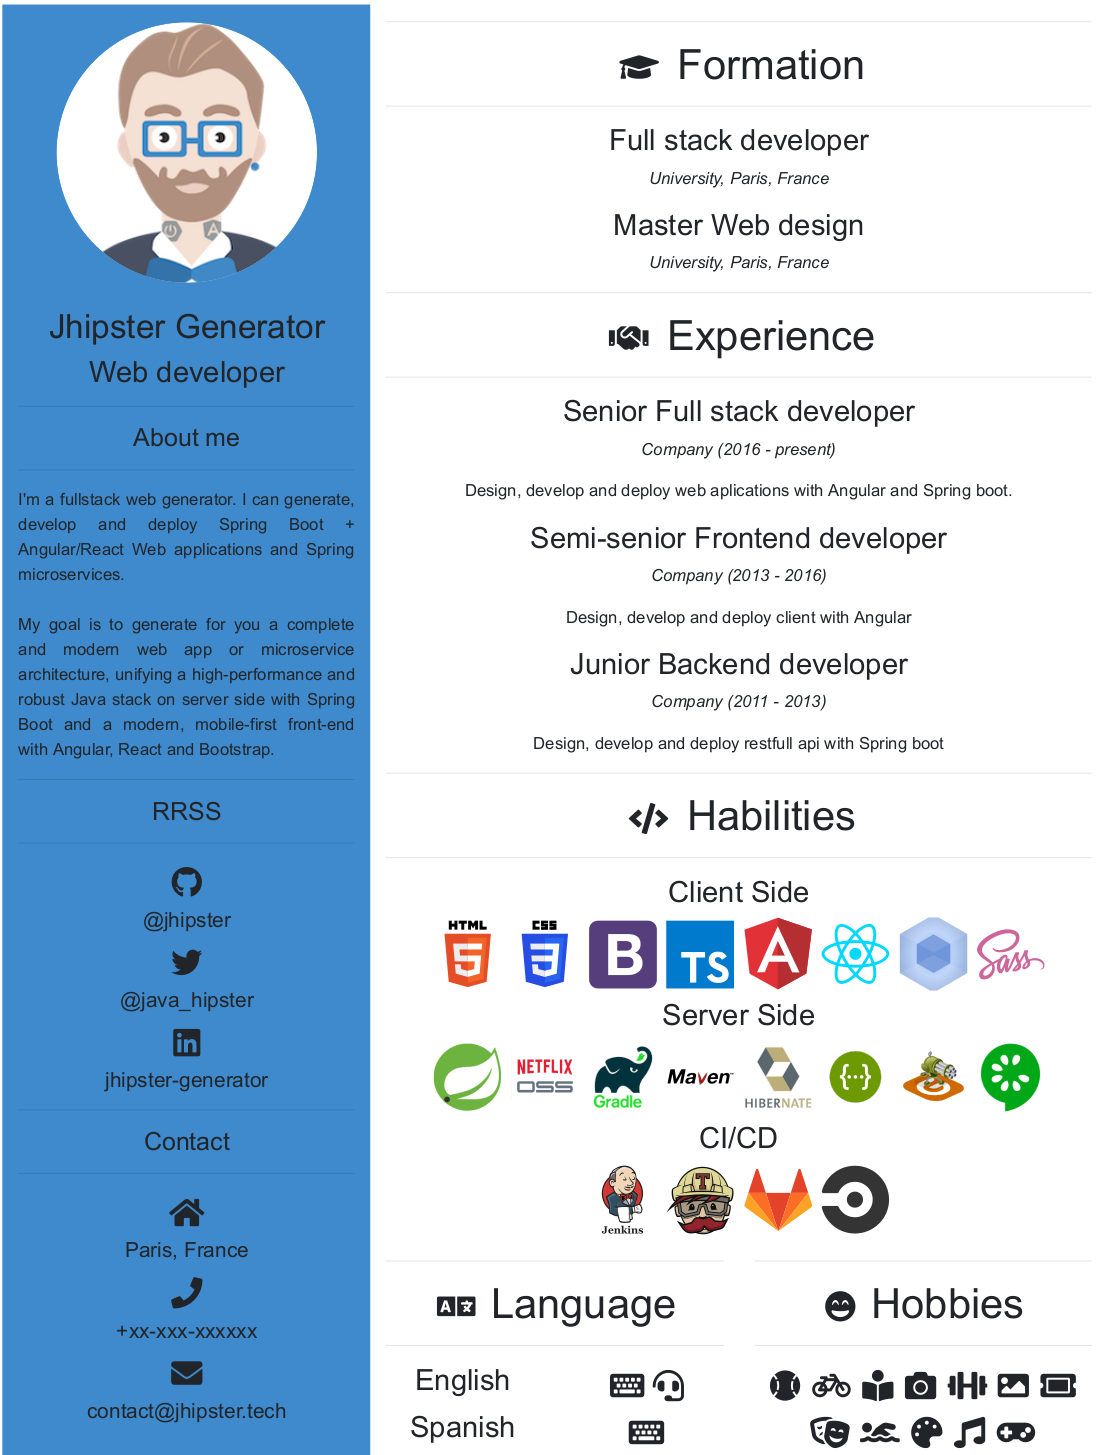 Jhipster Generator
Web developer
About me
I'm a fullstack web generator. I can generate,
develop and deploy Spring Boot +
Angular/React Web applications and Spring
microservices.
My goal is to generate for you a complete
and modern web app or microservice
architecture, unifying a high-performance and
robust Java stack on server side with Spring
Boot and a modern, mobile-first front-end
with Angular, React and Bootstrap.
RRSS
@jhipster
@java_hipster
in
jhipster-generator
Contact
Paris, France
+xx-xxx-xxxxxx
contact@jhipster.tech
Formation
Full stack developer
University, Paris, France
Master Web design
University, Paris, France
Experience
Senior Full stack developer
Company (2016 - present)
Design, develop and deploy web aplications with Angular and Spring boot.
Semi-senior Frontend developer
Company (2013 - 2016)
Design, develop and deploy client with Angular
Junior Backend developer
Company (2011 - 2013)
Design, develop and deploy restfull api with Spring boot
</> Habilities
Client Side
HTML 5 CSS 3 B TS A Sass
Server Side
NETFLIX OSS Gradle Maven™ HIBERNATE {...}
CI/CD
Jenkins T
Language
English
Spanish
Hobbies